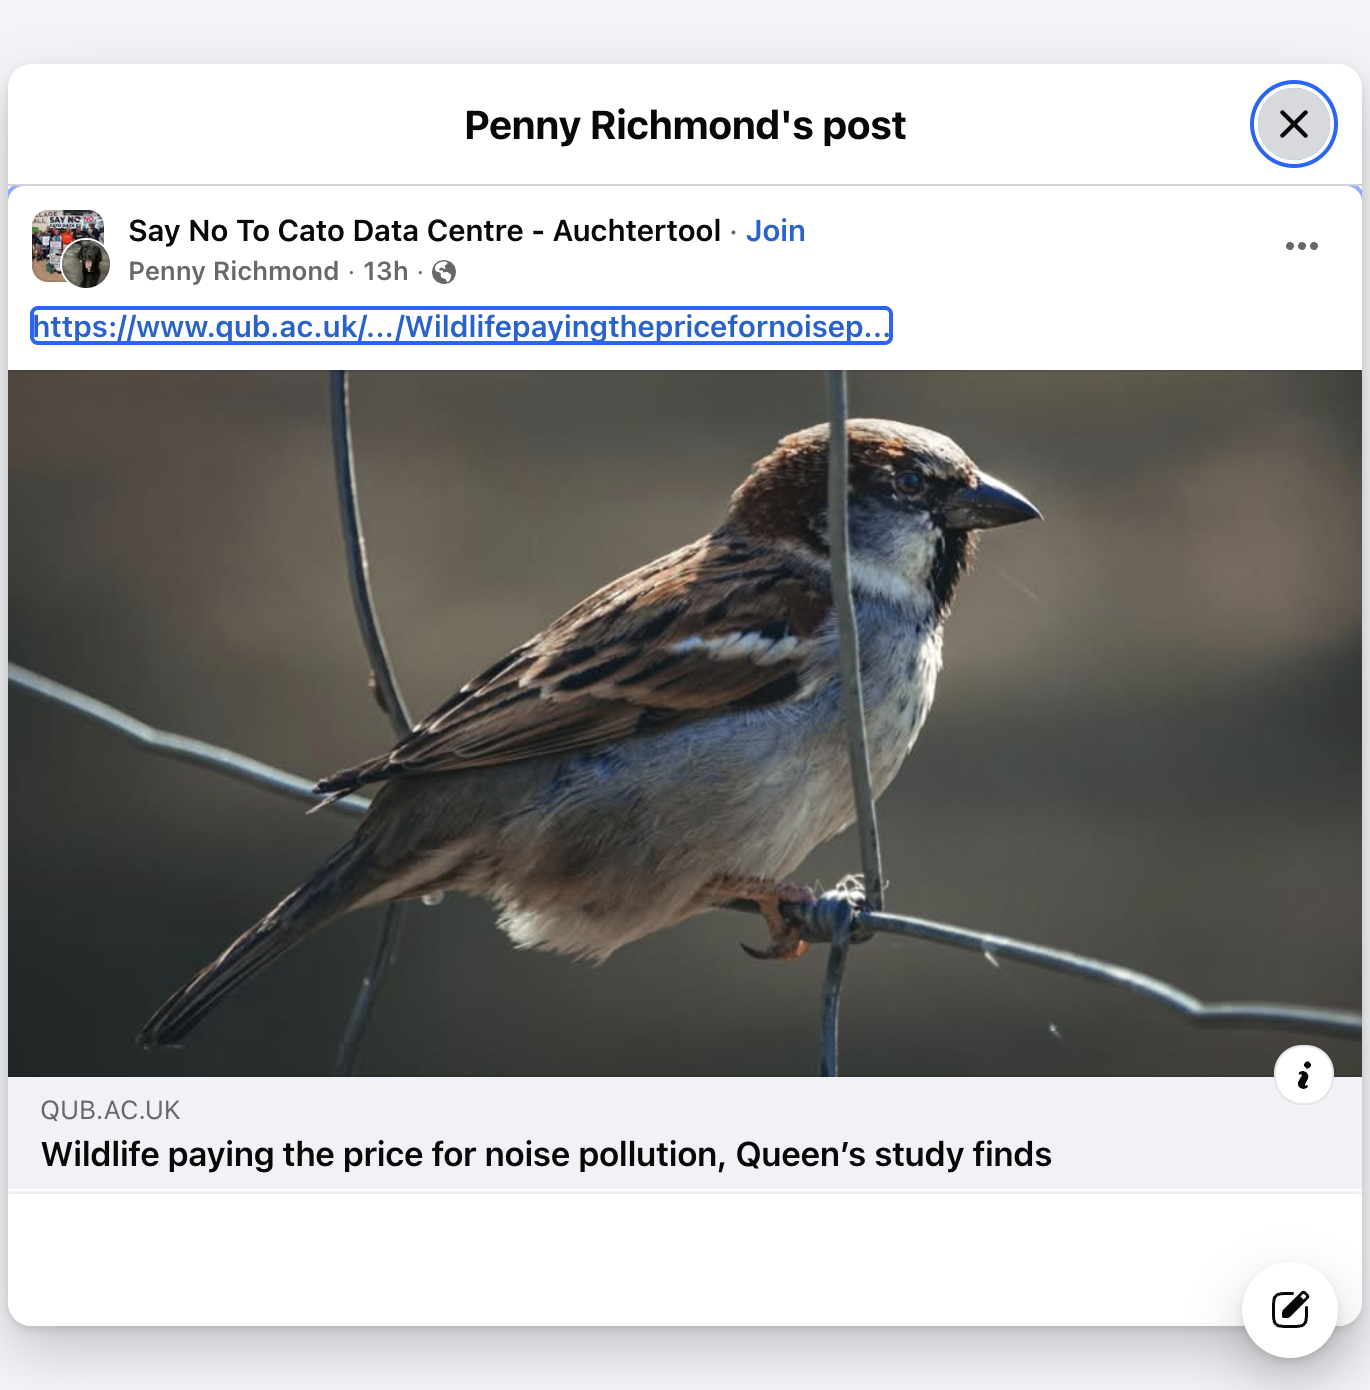 Penny Richmond's post
Say No To Cato Data Centre - Auchtertool · Join
Penny Richmond · 13h ·
https://www.qub.ac.uk/.../Wildlifepayingthepricefornoisep...
QUB.AC.UK
Wildlife paying the price for noise pollution, Queen’s study finds